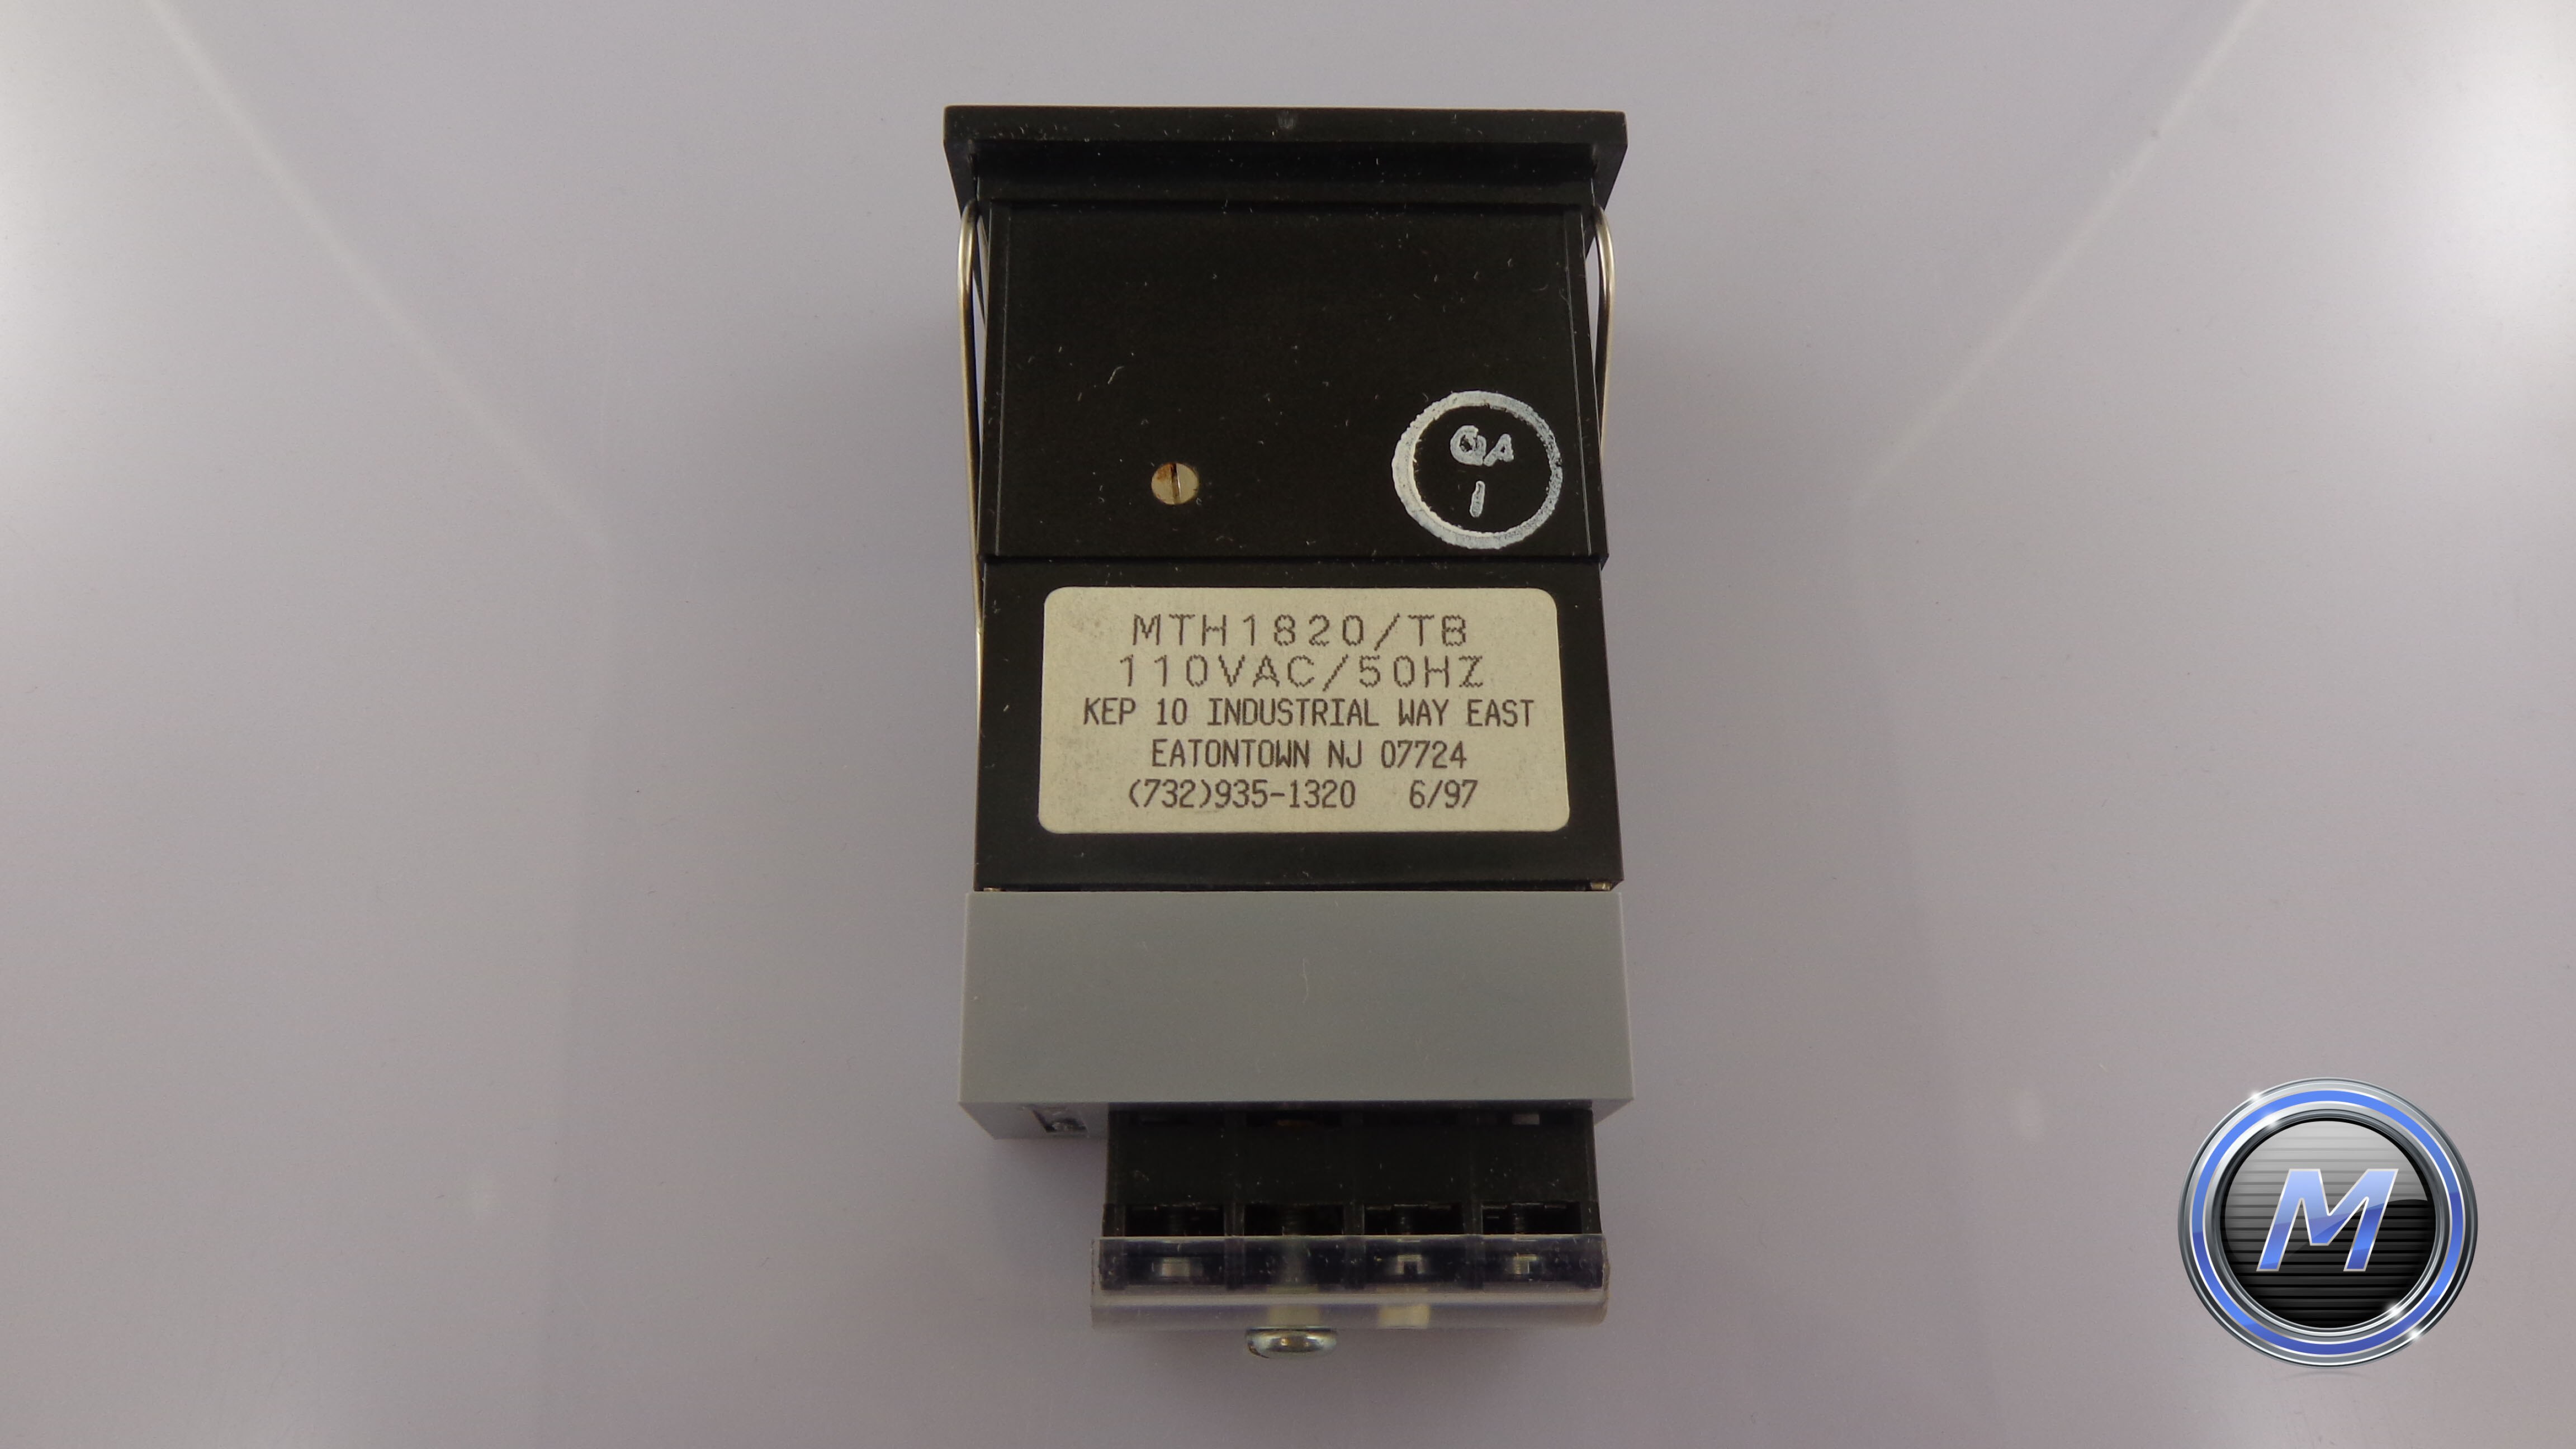 QA
1
MTH1820/TB
110VAC/50HZ
KEP 10 INDUSTRIAL WAY EAST
EATONTOWN NJ 07724
(732)935-1320 6/97
M